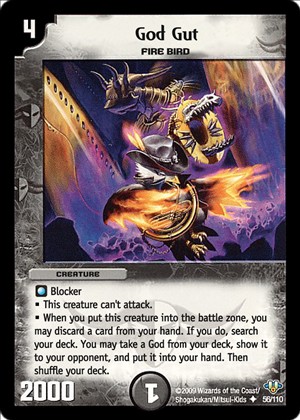 4
God Gut
FIRE BIRD
CREATURE
Blocker
▪ This creature can't attack.
▪ When you put this creature into the battle zone, you
may discard a card from your hand. If you do, search
your deck. You may take a God from your deck, show it
to your opponent, and put it into your hand. Then
shuffle your deck.
2000
1
©2009 Wizards of the Coast/
Shogakukan/Mitsui-Kids ♦ 56/110